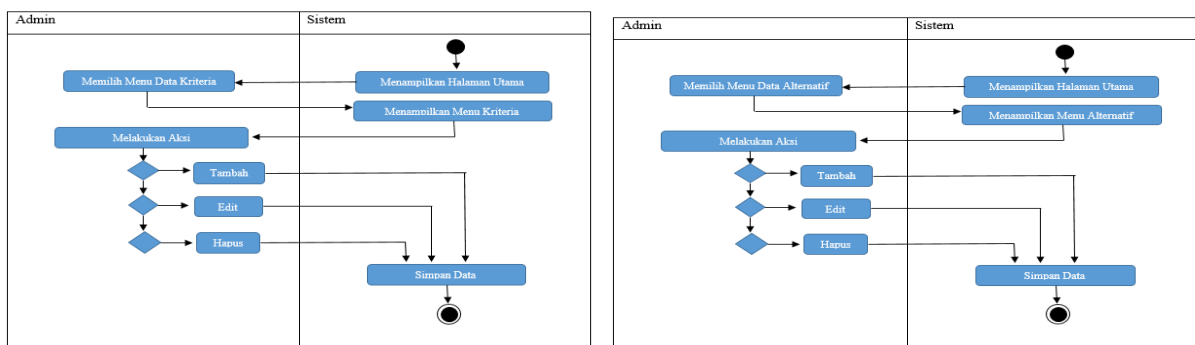 Admin
Sistem
Menampilkan Halaman Utama
Memilih Menu Data Kriteria
Menampilkan Menu Kriteria
Melakukan Aksi
Tambah
Edit
Hapus
Simpan Data
Admin
Sistem
Menampilkan Halaman Utama
Memilih Menu Data Alternatif
Menampilkan Menu Alternatif
Melakukan Aksi
Tambah
Edit
Hapus
Simpan Data